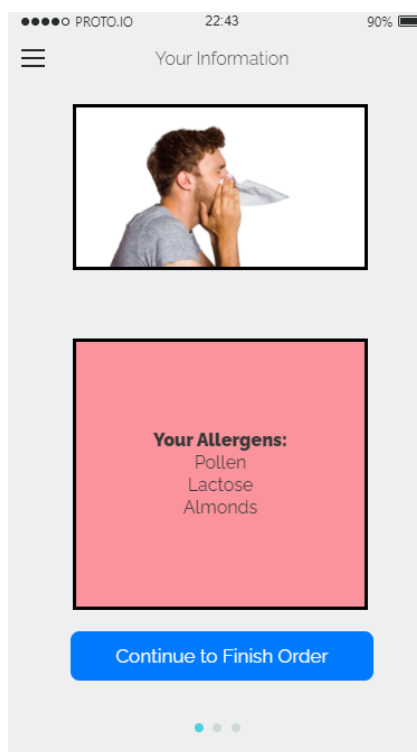 PROTO.IO 22:43 90%
Your Information
Your Allergens:
Pollen
Lactose
Almonds
Continue to Finish Order